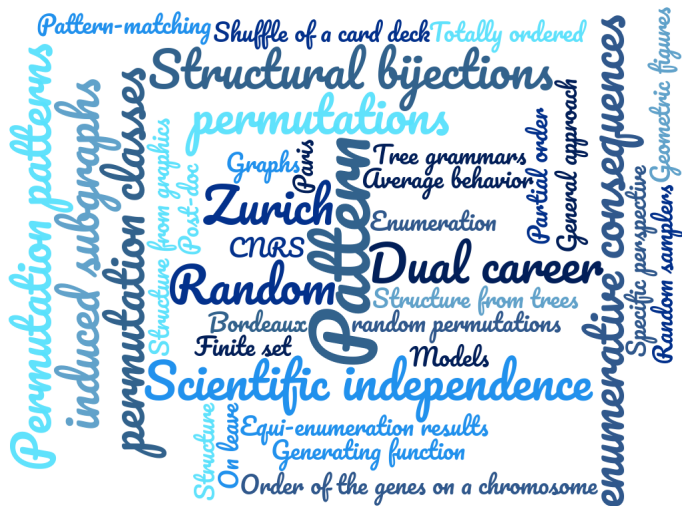 Pattern-matching
Shuffle of a card deck
Totally ordered
Structural bijections
permutations
Permutation patterns
induced subgraphs
permutation classes
Structure from graphics
Post-doc
Graphs
Paris
Pattern
Tree grammars
Average behavior
Partial order
General approach
enumerative consequences
Geometric figures
Specific perspective
Random samplers
Zurich
Enumeration
CNRS
Dual career
Random
Structure from trees
Bordeaux
random permutations
Finite set
Models
Scientific independence
Structure
On leave
Equi-enumeration results
Generating function
Order of the genes on a chromosome